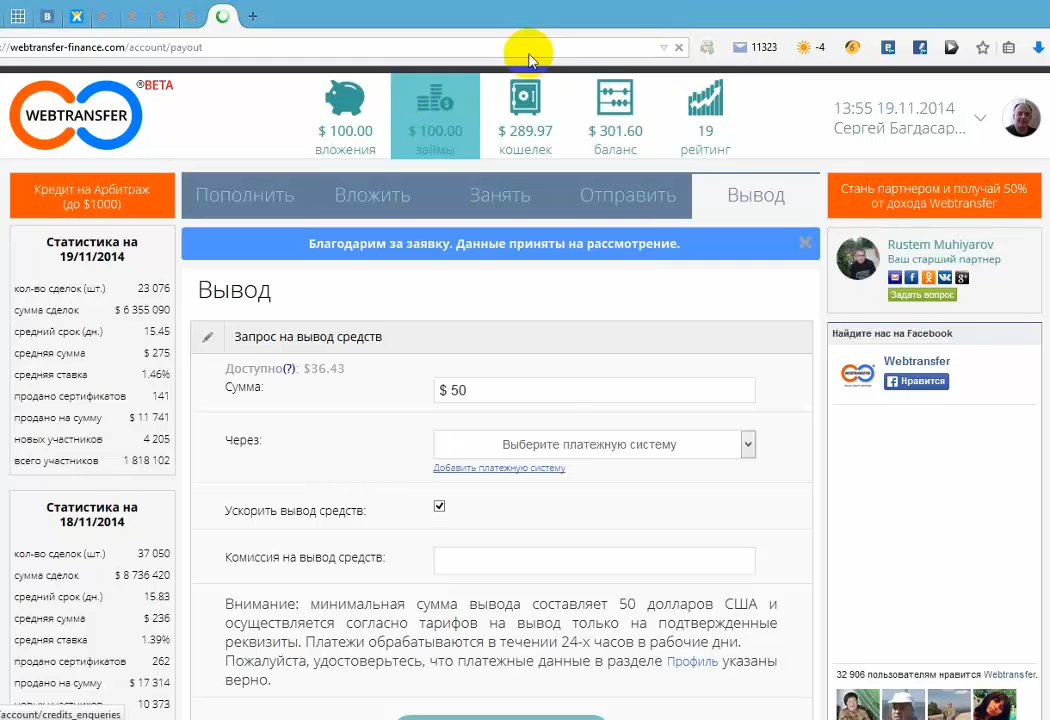 B
://webtransfer-finance.com/account/payout
11323
-4
WEBTRANSFER
®BETA
$ 100.00
вложения
$ 100.00
займы
$ 289.97
кошелек
$ 301.60
баланс
19
рейтинг
13:55 19.11.2014
Сергей Багдасар...
Кредит на Арбитраж
(до $1000)
Пополнить
Вложить
Занять
Отправить
Вывод
Стань партнером и получай 50%
от дохода Webtransfer
Статистика на
19/11/2014
кол-во сделок (шт.) 23 076
сумма сделок $ 6 355 090
средний срок (дн.) 15.45
средняя сумма $ 275
средняя ставка 1.46%
продано сертификатов 141
продано на сумму $ 11 741
новых участников 4 205
всего участников 1 818 102
Статистика на
18/11/2014
кол-во сделок (шт.) 37 050
сумма сделок $ 8 736 420
средний срок (дн.) 15.83
средняя сумма $ 236
средняя ставка 1.39%
продано сертификатов 262
продано на сумму $ 17 314
10 373
/account/credits_enqueries
Благодарим за заявку. Данные приняты на рассмотрение.
Вывод
Запрос на вывод средств
Доступно(?): $36.43
Сумма:
$ 50
Через:
Выберите платежную систему
Добавить платежную систему
Ускорить вывод средств:
Комиссия на вывод средств:
Внимание: минимальная сумма вывода составляет 50 долларов США и
осуществляется согласно тарифов на вывод только на подтвержденные
реквизиты. Платежи обрабатываются в течении 24-х часов в рабочие дни.
Пожалуйста, удостоверьтесь, что платежные данные в разделе Профиль указаны
верно.
Rustem Muhiyarov
Ваш старший партнер
Задать вопрос
Найдите нас на Facebook
Webtransfer
Нравится
32 906 пользователям нравится Webtransfer.